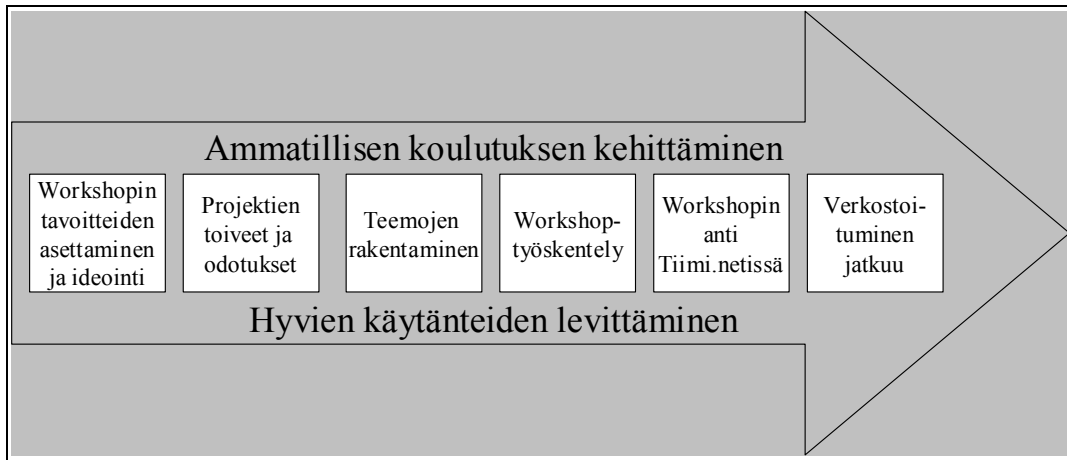 Ammatillisen koulutuksen kehittäminen
Workshopin
tavoitteiden
asettaminen
ja ideointi
Projektien
toiveet ja
odotukset
Teemojen
rakentaminen
Workshop-
työskentely
Workshopin
anti
Tiimi.netissä
Verkostoi-
tuminen
jatkuu
Hyvien käytänteiden levittäminen